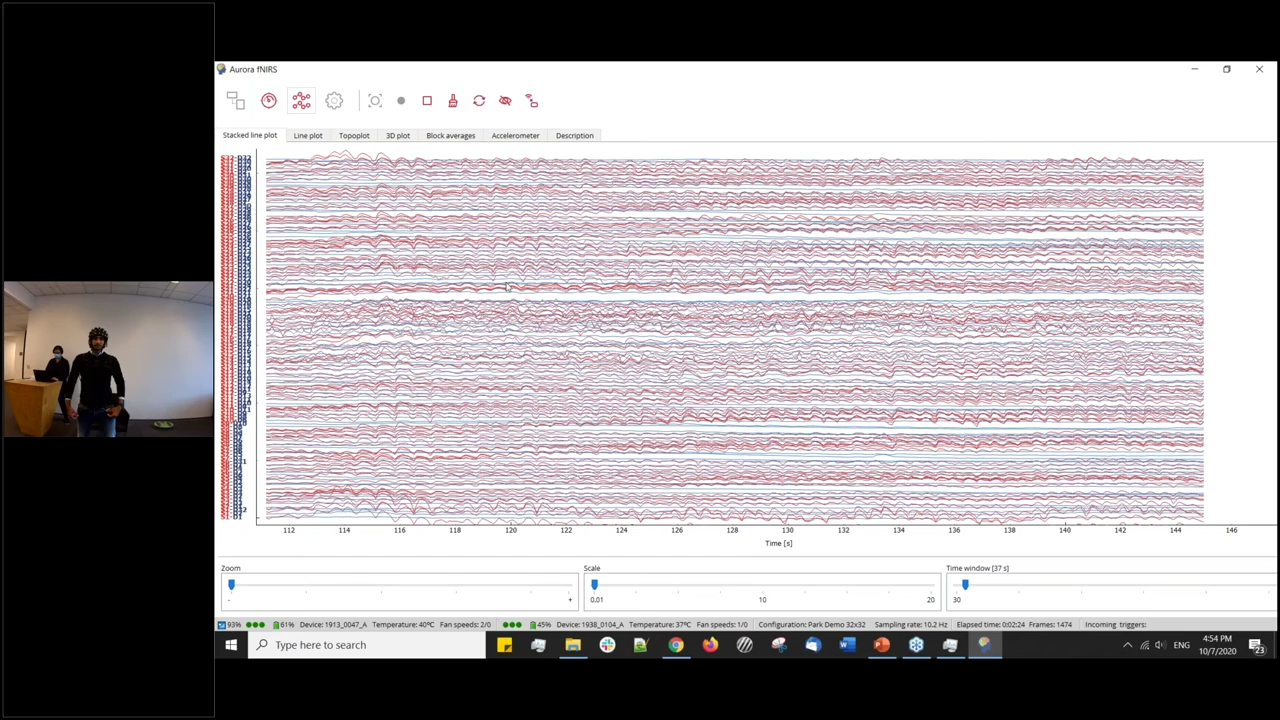 Aurora fNIRS
Stacked line plot Line plot Topoplot 3D plot Block averages Accelerometer Description
112 114 116 118 120 122 124 126 128 130 132 134 136 138 140 142 144 146
Time [s]
Zoom Scale Time window [37 s]
- + 0.01 10 20 30
93% 61% Device: 1913_0047_A Temperature: 40°C Fan speeds: 2/0 45% Device: 1938_0104_A Temperature: 37°C Fan speeds: 1/0 Configuration: Park Demo 32x32 Sampling rate: 10.2 Hz Elapsed time: 0:02:24 Frames: 1474 Incoming triggers:
Type here to search
ENG
4:54 PM
10/7/2020
23